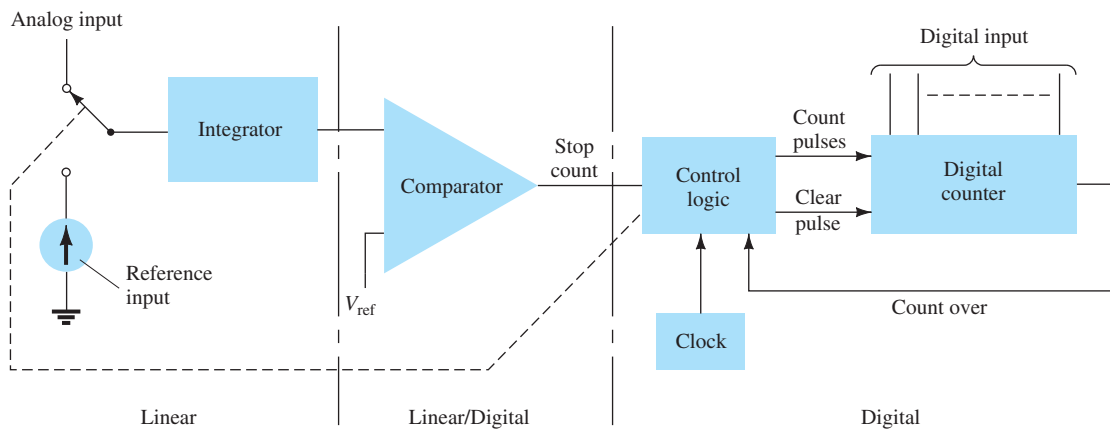 Analog input
Digital input
Integrator
Comparator
Stop
count
Control
logic
Count
pulses
Clear
pulse
Digital
counter
Reference
input
Vref
Clock
Count over
Linear
Linear/Digital
Digital